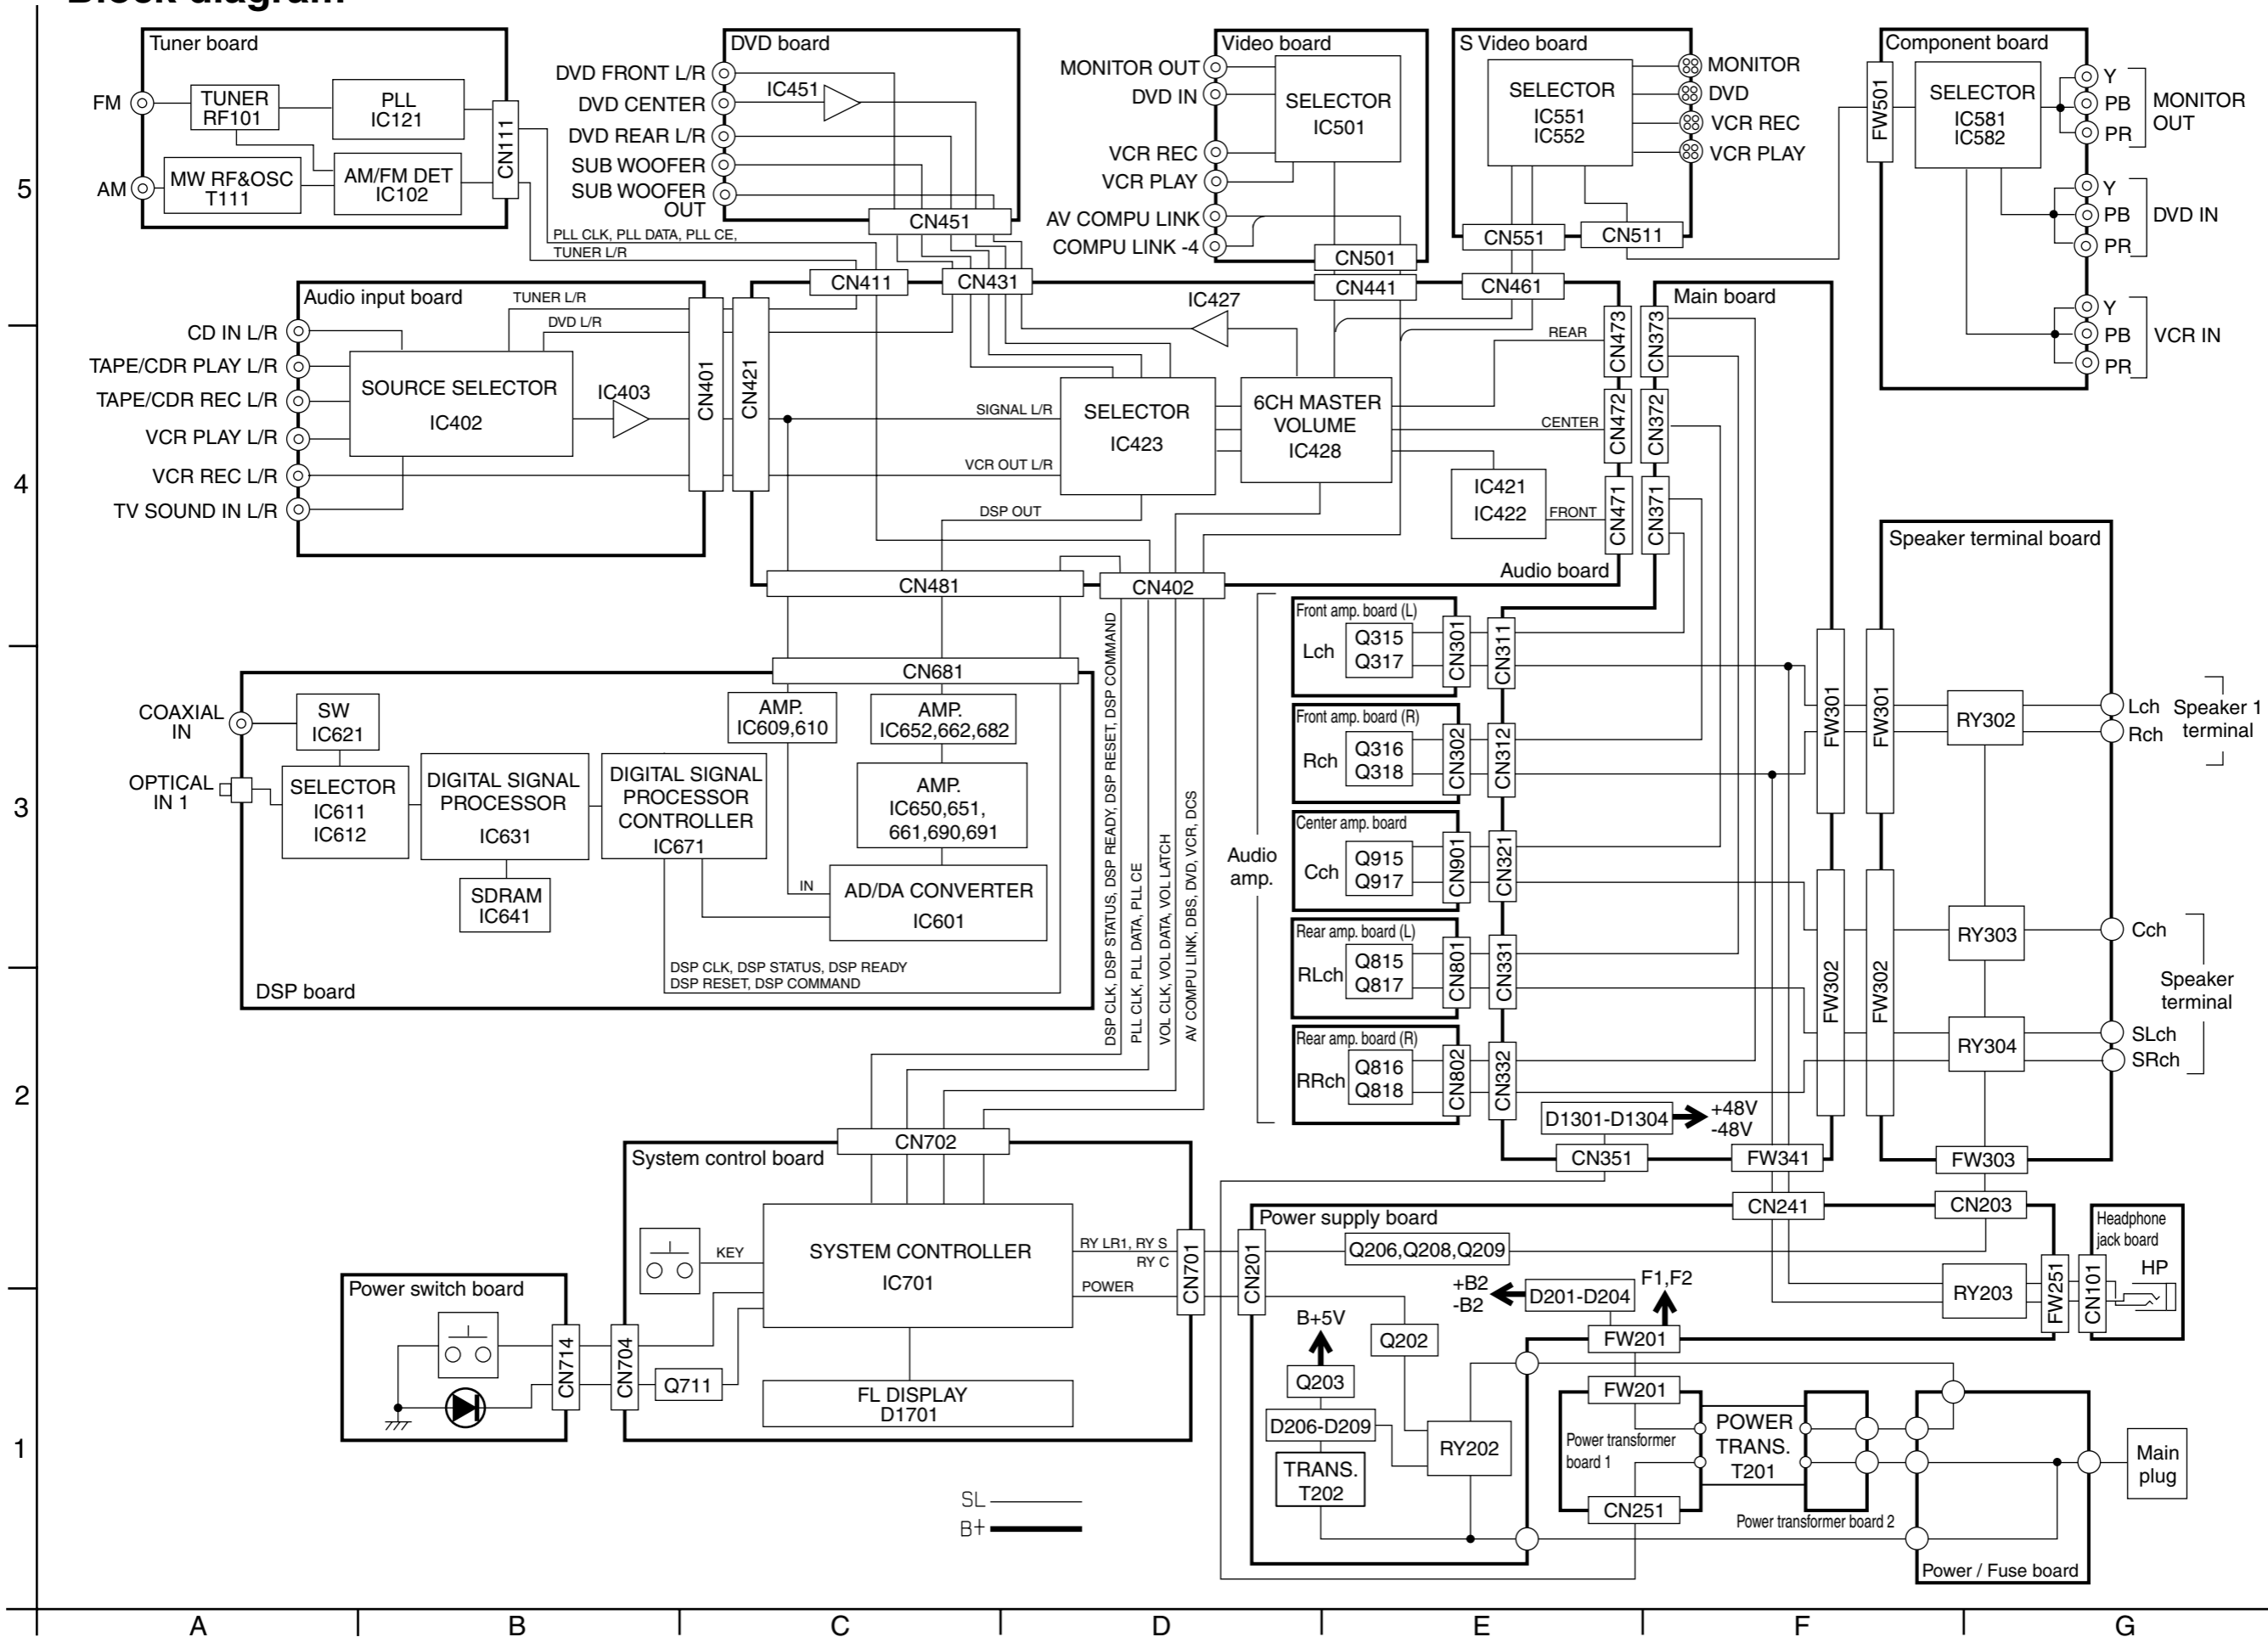 Block diagram
Tuner board
FM
TUNER
RF101
PLL
IC121
AM
MW RF&OSC
T111
AM/FM DET
IC102
CN111
PLL CLK, PLL DATA, PLL CE,
TUNER L/R
DVD board
DVD FRONT L/R
DVD CENTER
DVD REAR L/R
SUB WOOFER
SUB WOOFER
OUT
IC451
CN451
Video board
MONITOR OUT
DVD IN
VCR REC
VCR PLAY
AV COMPU LINK
COMPU LINK -4
SELECTOR
IC501
CN501
S Video board
SELECTOR
IC551
IC552
MONITOR
DVD
VCR REC
VCR PLAY
CN551
CN511
Component board
FW501
SELECTOR
IC581
IC582
Y
PB
PR
MONITOR
OUT
Y
PB
PR
DVD IN
Y
PB
PR
VCR IN
5
4
3
2
1
Audio input board
CD IN L/R
TAPE/CDR PLAY L/R
TAPE/CDR REC L/R
VCR PLAY L/R
VCR REC L/R
TV SOUND IN L/R
TUNER L/R
DVD L/R
SOURCE SELECTOR
IC402
IC403
CN401
CN421
CN411
CN431
CN441
CN461
IC427
SIGNAL L/R
VCR OUT L/R
DSP OUT
SELECTOR
IC423
6CH MASTER
VOLUME
IC428
REAR
CENTER
FRONT
IC421
IC422
CN473
CN472
CN471
Audio board
CN481
CN402
Main board
CN373
CN372
CN371
DSP board
COAXIAL
IN
OPTICAL
IN 1
SW
IC621
SELECTOR
IC611
IC612
DIGITAL SIGNAL
PROCESSOR
IC631
SDRAM
IC641
DIGITAL SIGNAL
PROCESSOR
CONTROLLER
IC671
CN681
AMP.
IC609,610
AMP.
IC652,662,682
AMP.
IC650,651,
661,690,691
IN
AD/DA CONVERTER
IC601
DSP CLK, DSP STATUS, DSP READY
DSP RESET, DSP COMMAND
DSP CLK, DSP STATUS, DSP READY, DSP RESET, DSP COMMAND
PLL CLK, PLL DATA, PLL CE
VOL CLK, VOL DATA, VOL LATCH
AV COMPU LINK, DBS, DVD, VCR, DCS
Audio
amp.
Front amp. board (L)
Lch
Q315
Q317
CN301
CN311
Front amp. board (R)
Rch
Q316
Q318
CN302
CN312
Center amp. board
Cch
Q915
Q917
CN901
CN321
Rear amp. board (L)
RLch
Q815
Q817
CN801
CN331
Rear amp. board (R)
RRch
Q816
Q818
CN802
CN332
D1301-D1304
+48V
-48V
CN351
FW341
FW301
FW302
Speaker terminal board
FW301
FW302
RY302
RY303
RY304
Lch
Rch
Speaker 1
terminal
Cch
SLch
SRch
Speaker
terminal
FW303
System control board
CN702
KEY
SYSTEM CONTROLLER
IC701
RY LR1, RY S
RY C
POWER
CN701
FL DISPLAY
D1701
Q711
CN704
Power switch board
CN714
Power supply board
CN201
Q206,Q208,Q209
CN241
CN203
RY203
FW251
Headphone
jack board
CN101
HP
+B2
-B2
D201-D204
F1,F2
B+5V
Q203
Q202
D206-D209
TRANS.
T202
RY202
FW201
FW201
Power transformer
board 1
CN251
POWER
TRANS.
T201
Power transformer board 2
Power / Fuse board
Main
plug
SL
B+
A
B
C
D
E
F
G